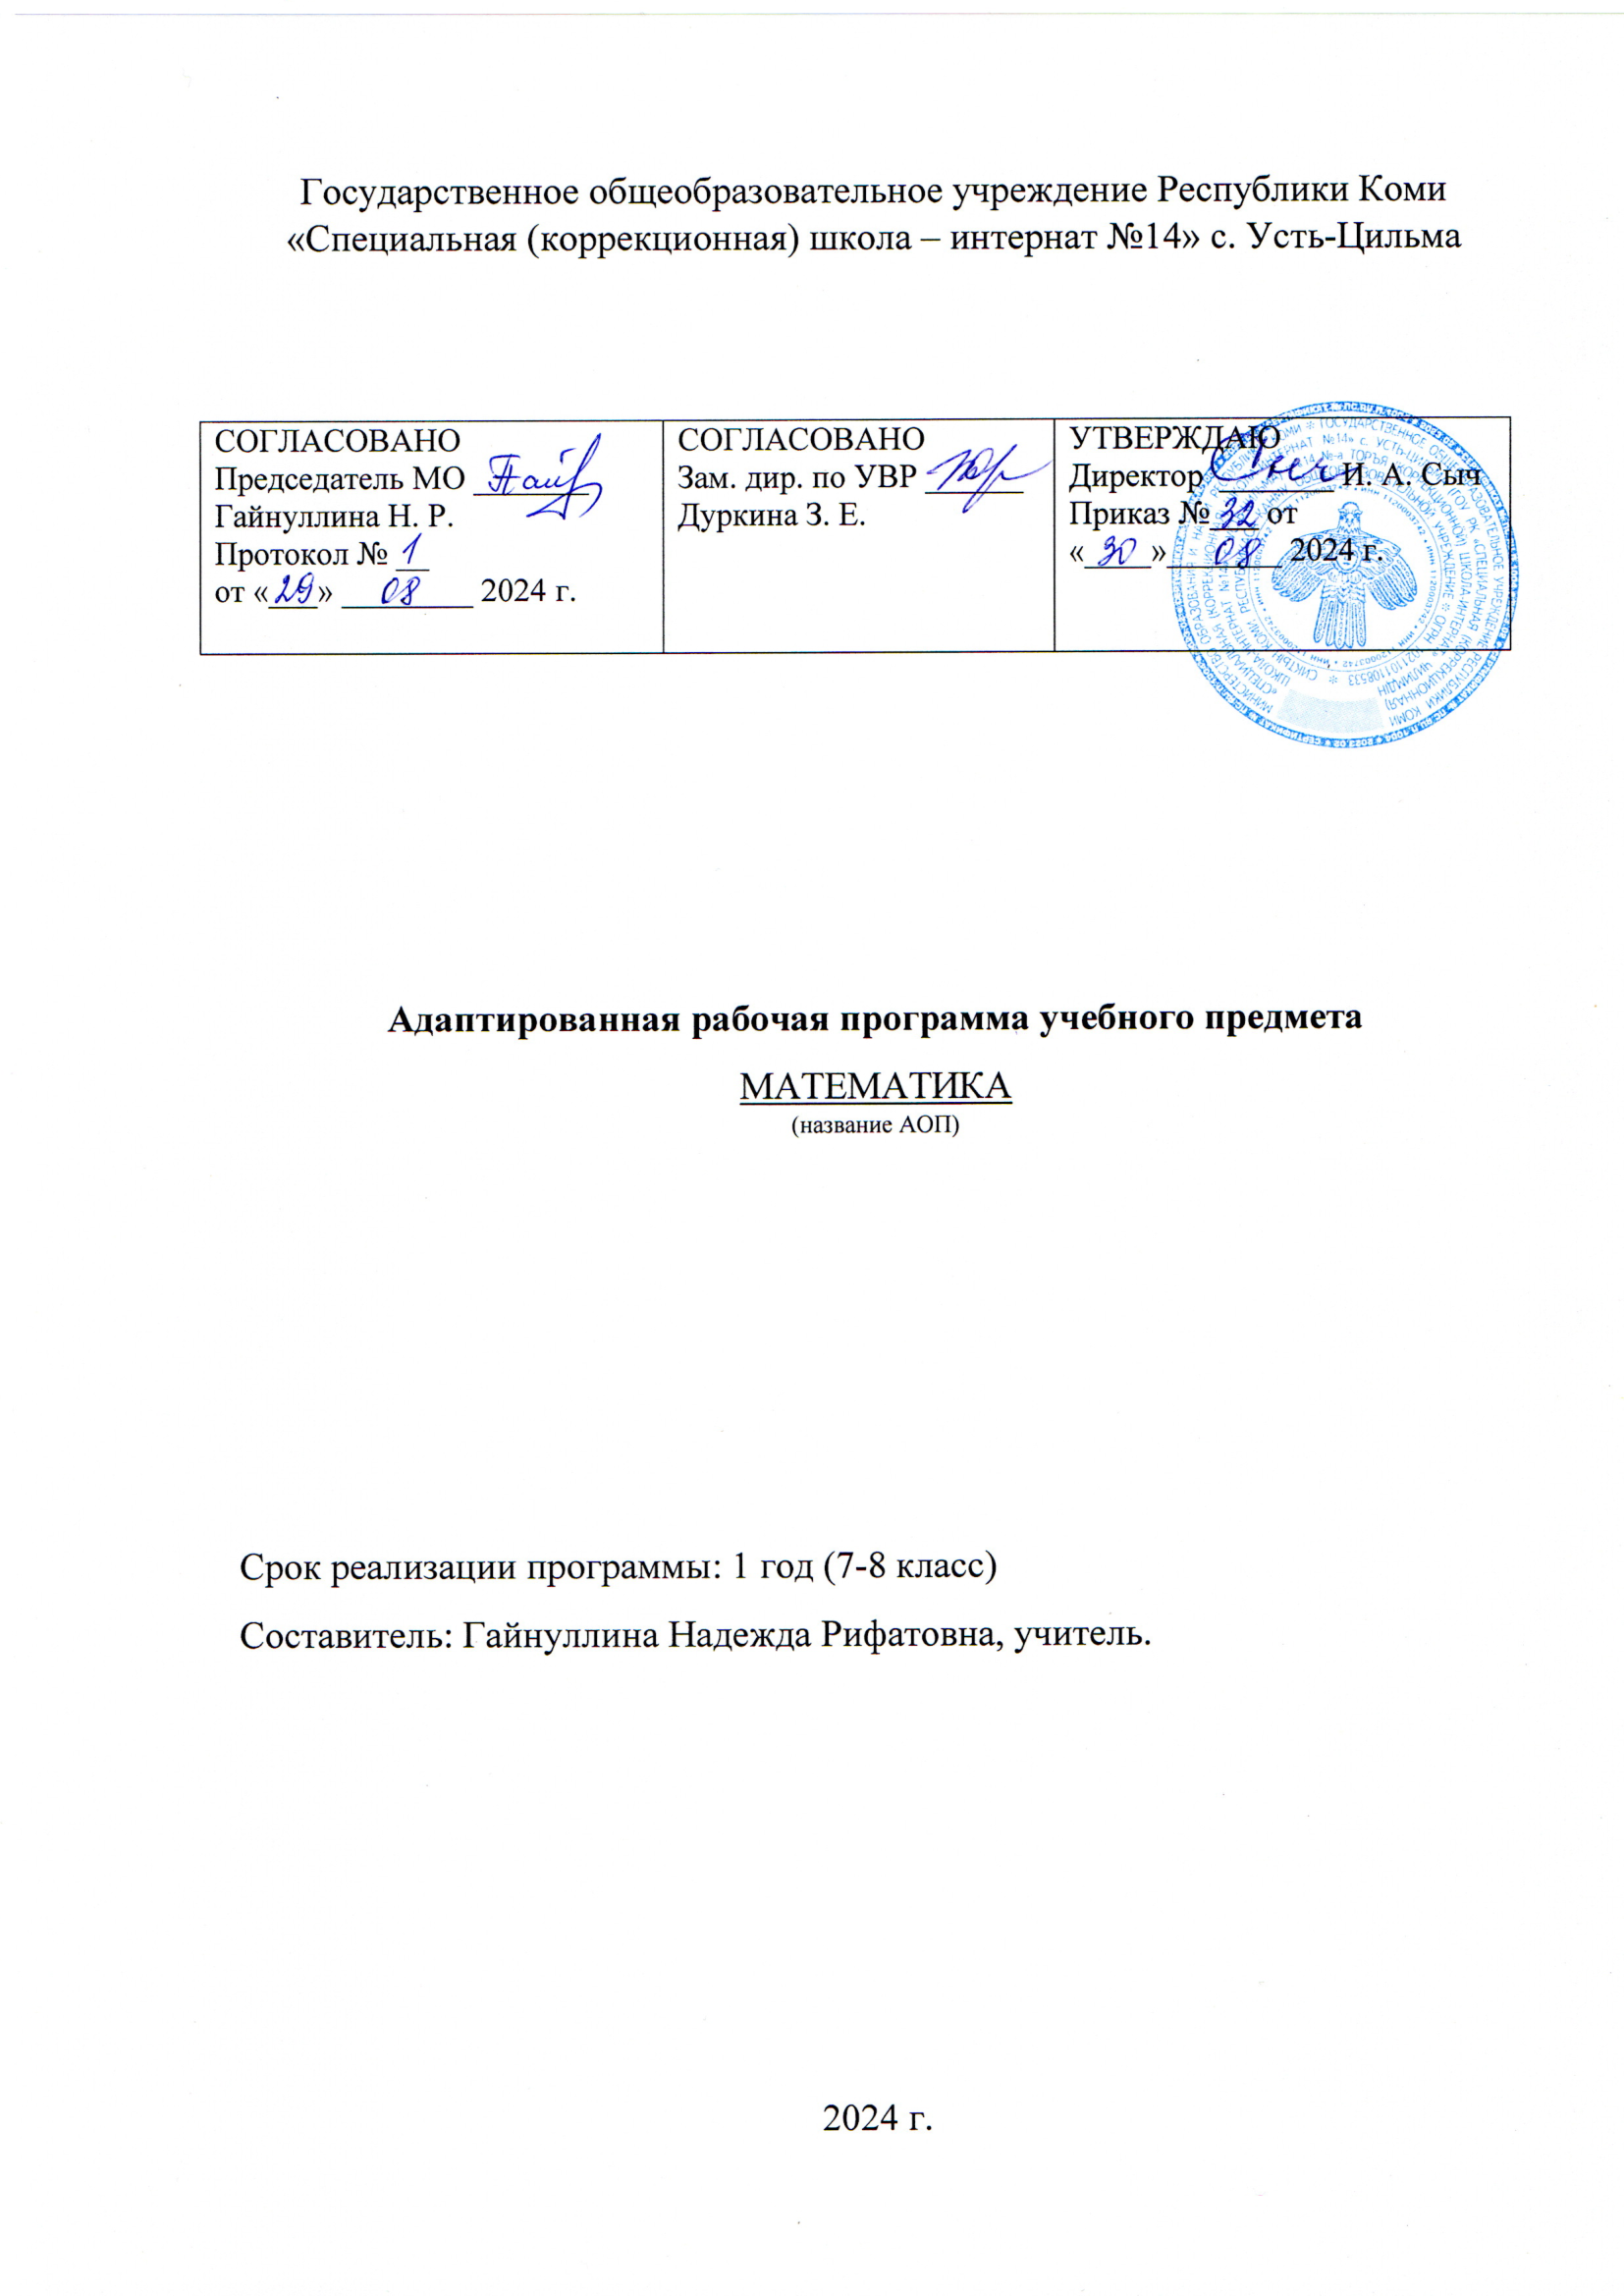 Государственное общеобразовательное учреждение Республики Коми
«Специальная (коррекционная) школа – интернат №14» с. Усть-Цильма
СОГЛАСОВАНО
Председатель МО
Гайнуллина Н. Р.
Протокол № 1
от «29» 08 2024 г.
СОГЛАСОВАНО
Зам. дир. по УВР
Дуркина З. Е.
УТВЕРЖДАЮ
Директор И. А. Сыч
Приказ № 32 от
«30» 08 2024 г.
Адаптированная рабочая программа учебного предмета
МАТЕМАТИКА
(название АОП)
Срок реализации программы: 1 год (7-8 класс)
Составитель: Гайнуллина Надежда Рифатовна, учитель.
2024 г.